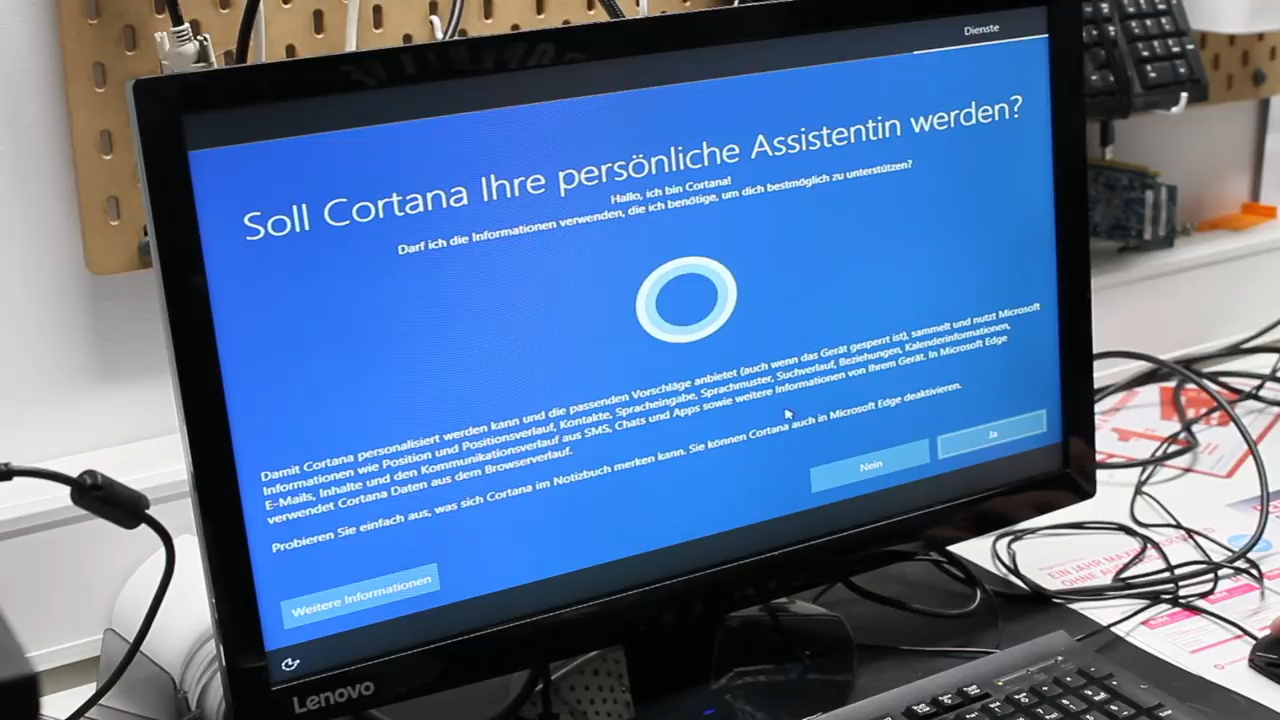 Dienste
Soll Cortana Ihre persönliche Assistentin werden?
Hallo, ich bin Cortana!
Darf ich die Informationen verwenden, die ich benötige, um dich bestmöglich zu unterstützen?
Damit Cortana personalisiert werden kann und die passenden Vorschläge anbietet (auch wenn das Gerät gesperrt ist), sammelt und nutzt Microsoft
Informationen wie Position und Positionsverlauf, Kontakte, Spracheingabe, Sprachmuster, Suchverlauf, Beziehungen, Kalenderinformationen,
E-Mails, Inhalte und den Kommunikationsverlauf aus SMS, Chats und Apps sowie weitere Informationen von Ihrem Gerät. In Microsoft Edge
verwendet Cortana Daten aus dem Browserverlauf.
Probieren Sie einfach aus, was sich Cortana im Notizbuch merken kann. Sie können Cortana auch in Microsoft Edge deaktivieren.
Nein
Ja
Weitere Informationen
Lenovo
EIN JAHR
OHNE